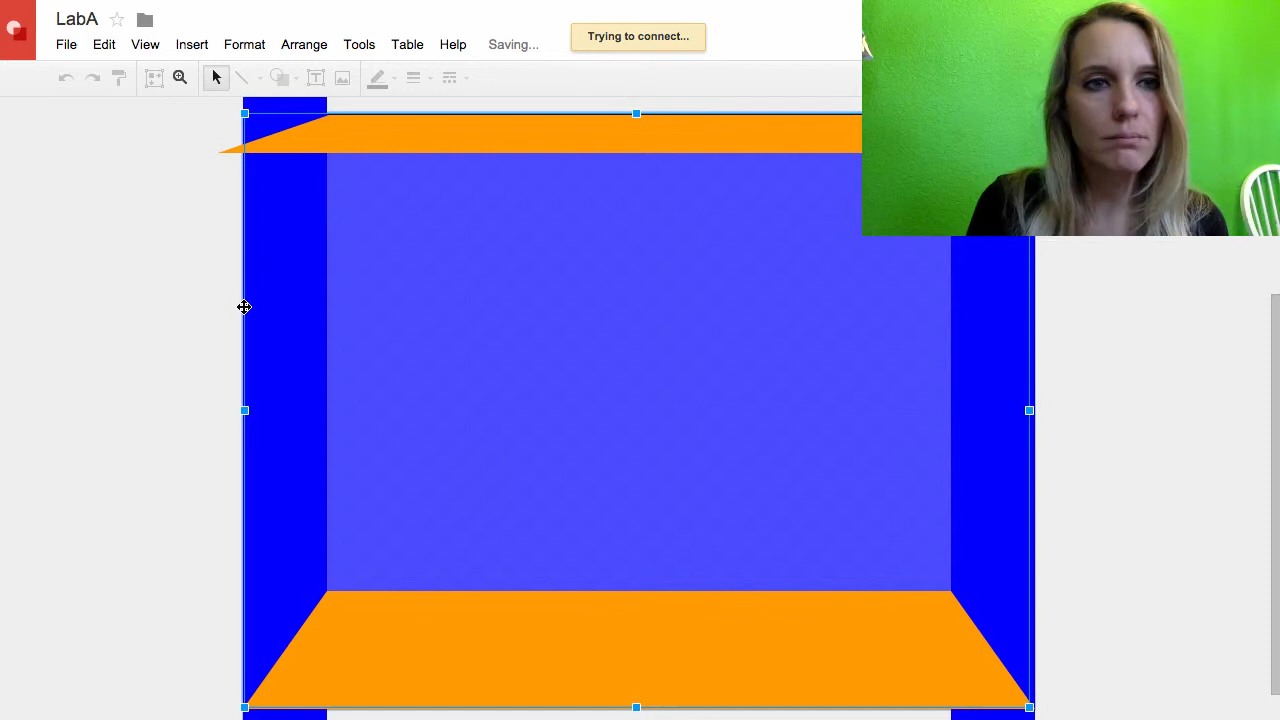 LabA
Trying to connect...
File Edit View Insert Format Arrange Tools Table Help Saving...